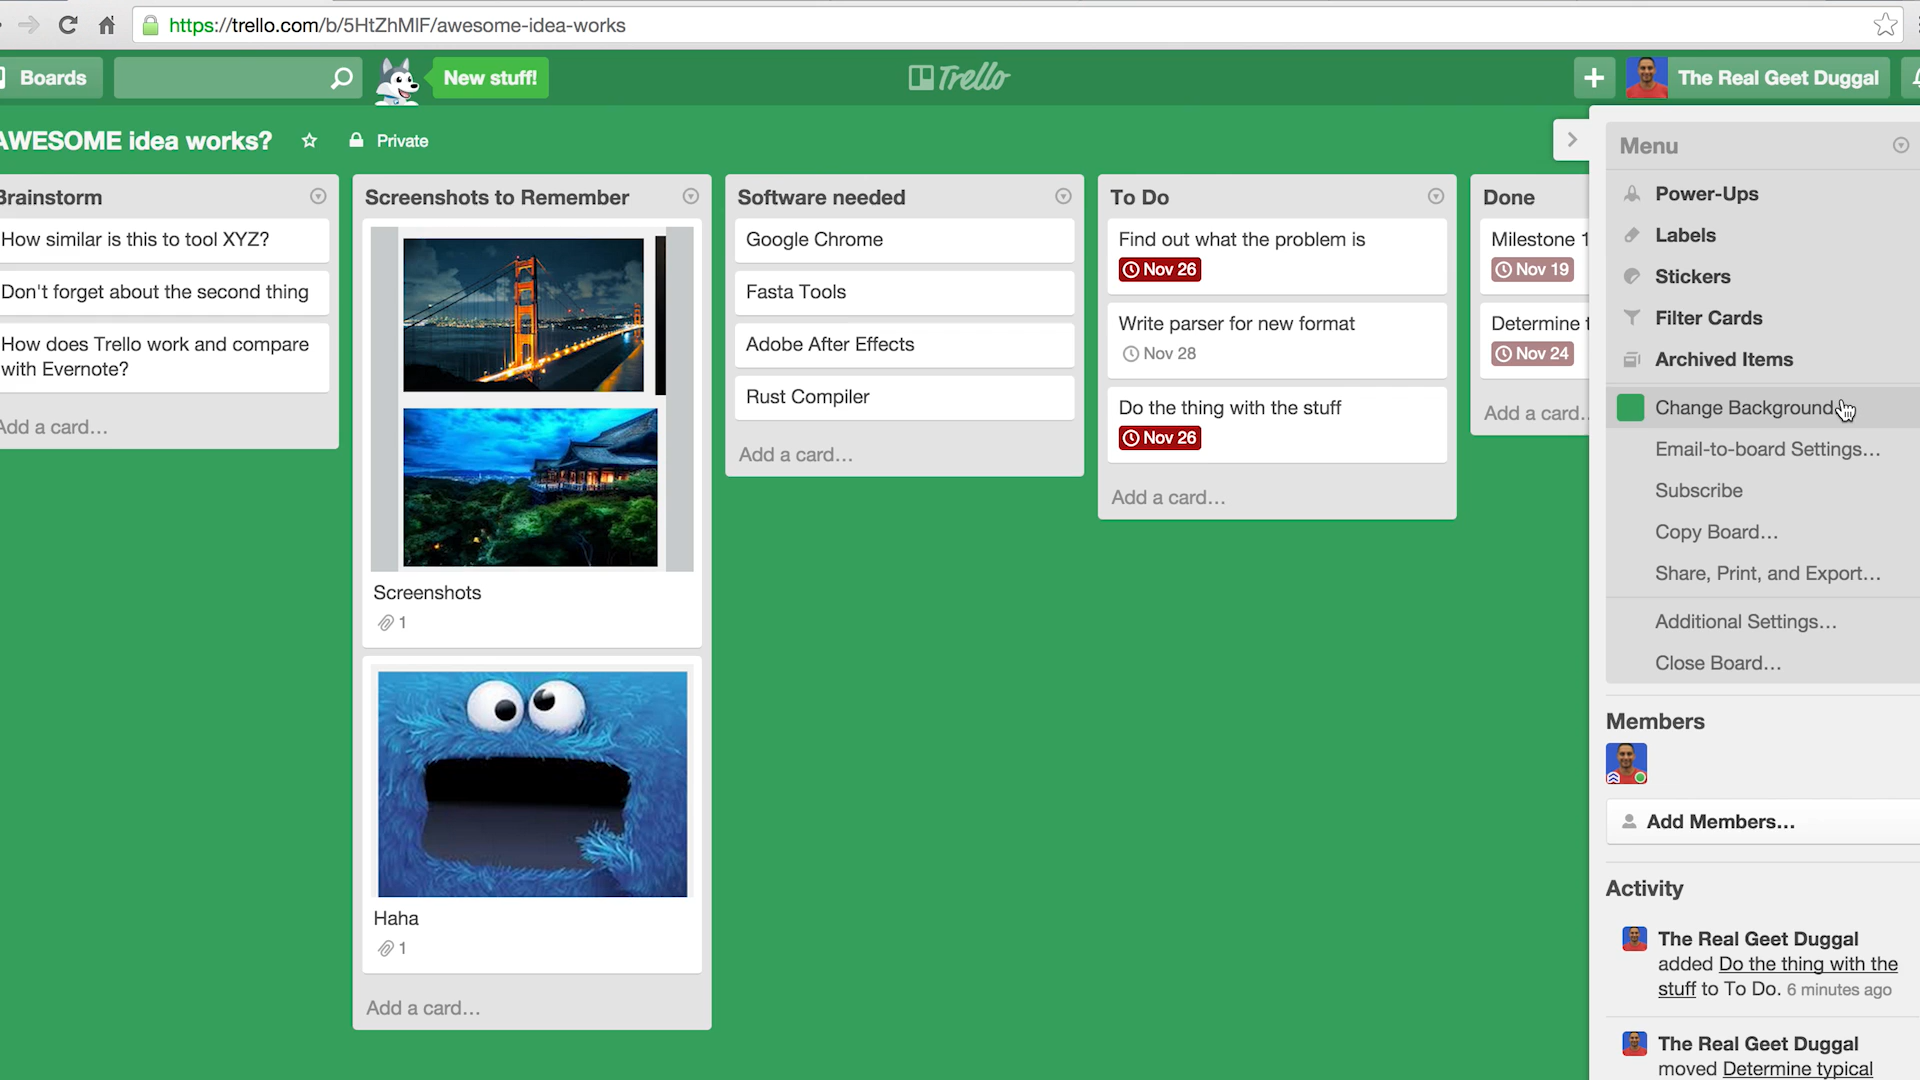 https://trello.com/b/5HtZhMlF/awesome-idea-works
Boards
New stuff!
Trello
The Real Geet Duggal
AWESOME idea works?
Private
Brainstorm
How similar is this to tool XYZ?
Don't forget about the second thing
How does Trello work and compare
with Evernote?
Add a card…
Screenshots to Remember
Screenshots
1
Haha
1
Add a card…
Software needed
Google Chrome
Fasta Tools
Adobe After Effects
Rust Compiler
Add a card…
To Do
Find out what the problem is
Nov 26
Write parser for new format
Nov 28
Do the thing with the stuff
Nov 26
Add a card…
Done
Milestone 1
Nov 19
Determine
Nov 24
Add a card…
Menu
Power-Ups
Labels
Stickers
Filter Cards
Archived Items
Change Background
Email-to-board Settings…
Subscribe
Copy Board…
Share, Print, and Export…
Additional Settings…
Close Board…
Members
Add Members…
Activity
The Real Geet Duggal
added Do the thing with the
stuff to To Do. 6 minutes ago
The Real Geet Duggal
moved Determine typical